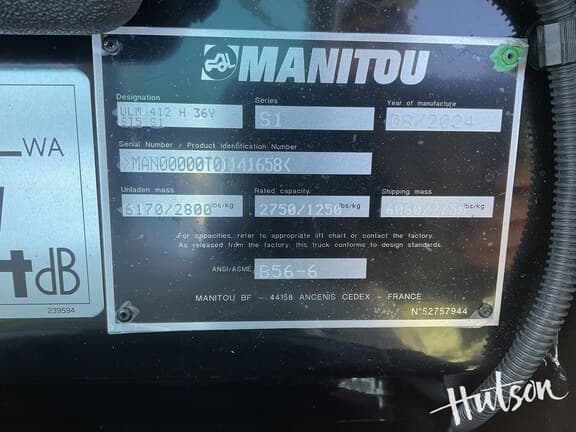 MANITOU
Designation
ULM 412 H 36Y
ST5 S1
Series
S1
Year of manufacture
08/2024
Serial Number / Product identification Number
>MAN00000T01141658<
Unladen mass
6170/2800 lbs/kg
Rated capacity
2750/1250 lbs/kg
Shipping mass
lbs/kg
For capacities, refer to appropriate lift chart or contact the factory.
As released from the factory, this truck conforms to design standards.
ANSI/ASME
B56-6
MANITOU BF - 44158 ANCENIS CEDEX - FRANCE
N°52757944
WA
dB
239594
Hutson